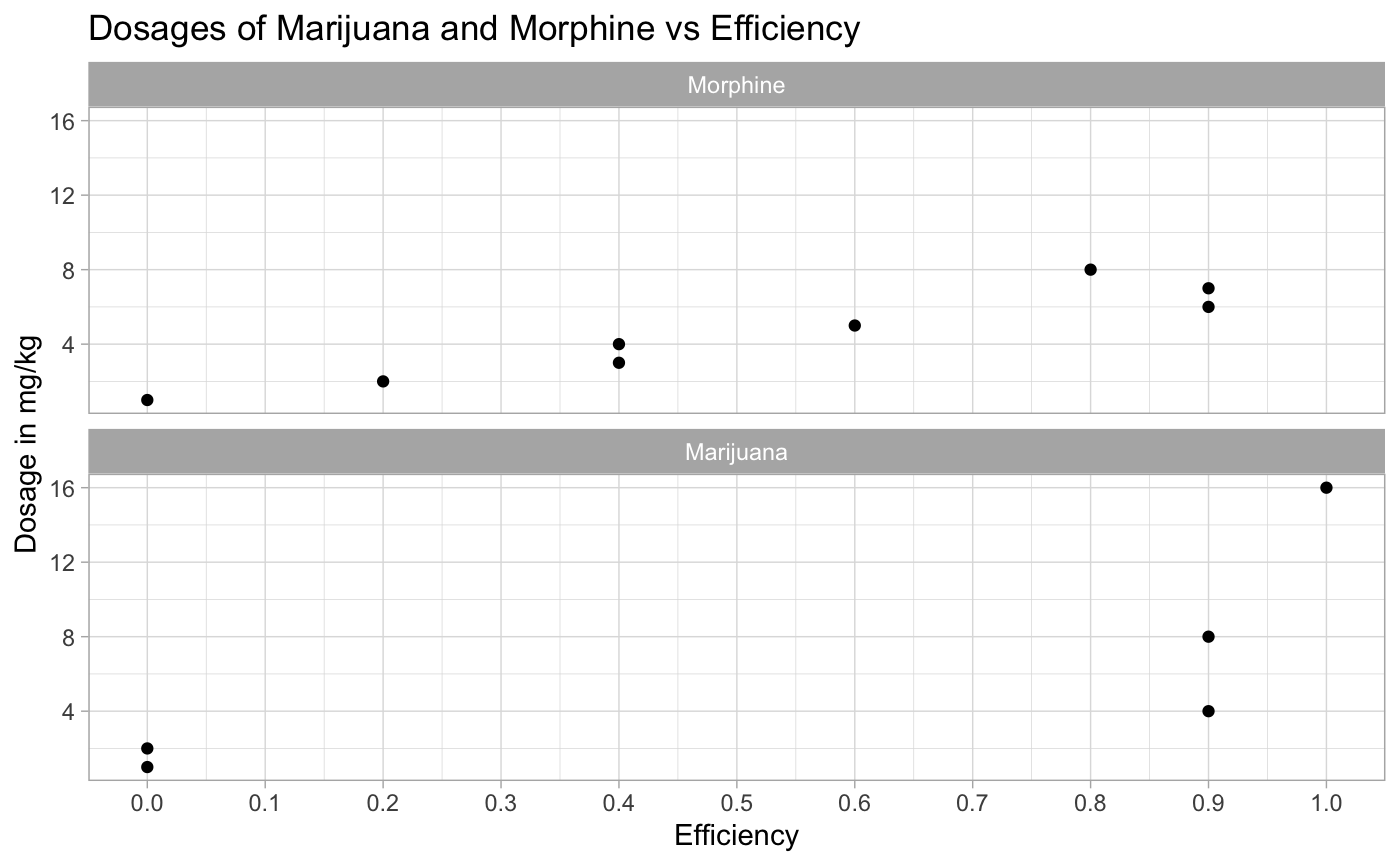 Dosages of Marijuana and Morphine vs Efficiency
Morphine
16
12
8
4
Dosage in mg/kg
Marijuana
16
12
8
4
0.0 0.1 0.2 0.3 0.4 0.5 0.6 0.7 0.8 0.9 1.0
Efficiency